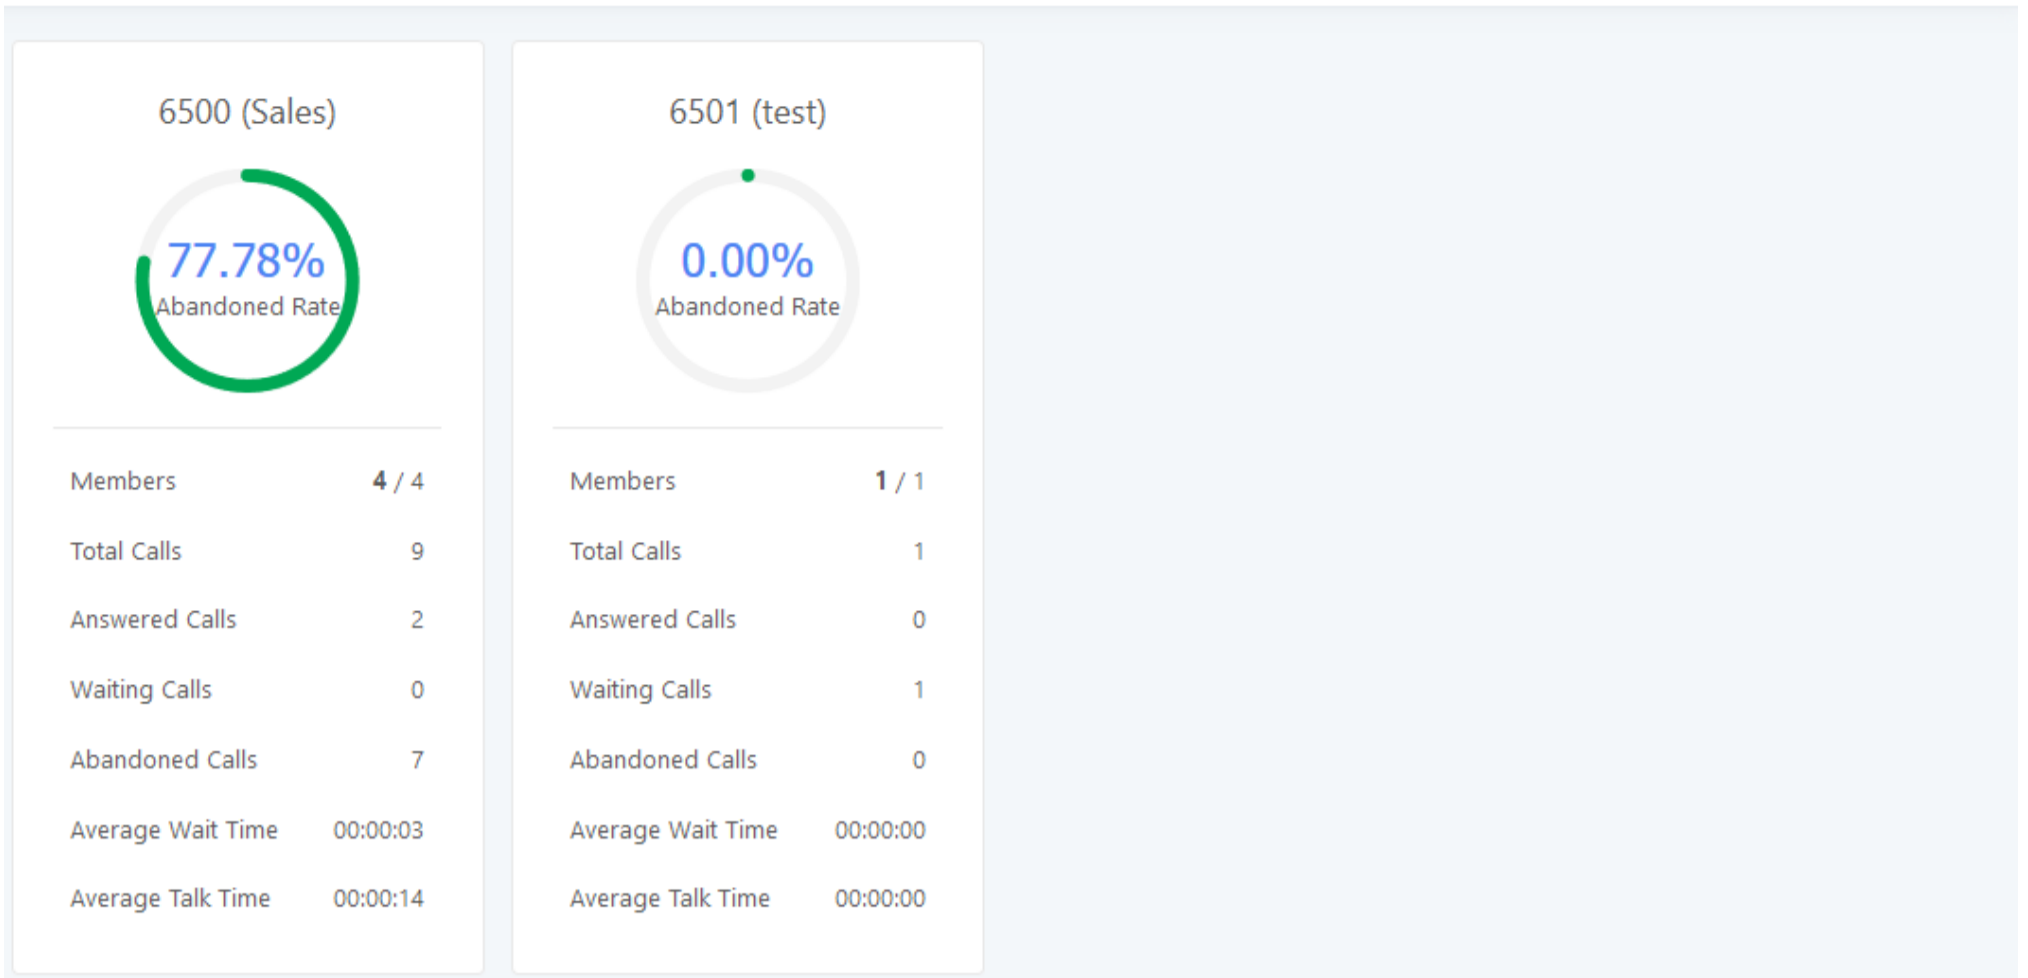 6500 (Sales)
77.78%
Abandoned Rate
Members 4 / 4
Total Calls 9
Answered Calls 2
Waiting Calls 0
Abandoned Calls 7
Average Wait Time 00:00:03
Average Talk Time 00:00:14
6501 (test)
0.00%
Abandoned Rate
Members 1 / 1
Total Calls 1
Answered Calls 0
Waiting Calls 1
Abandoned Calls 0
Average Wait Time 00:00:00
Average Talk Time 00:00:00